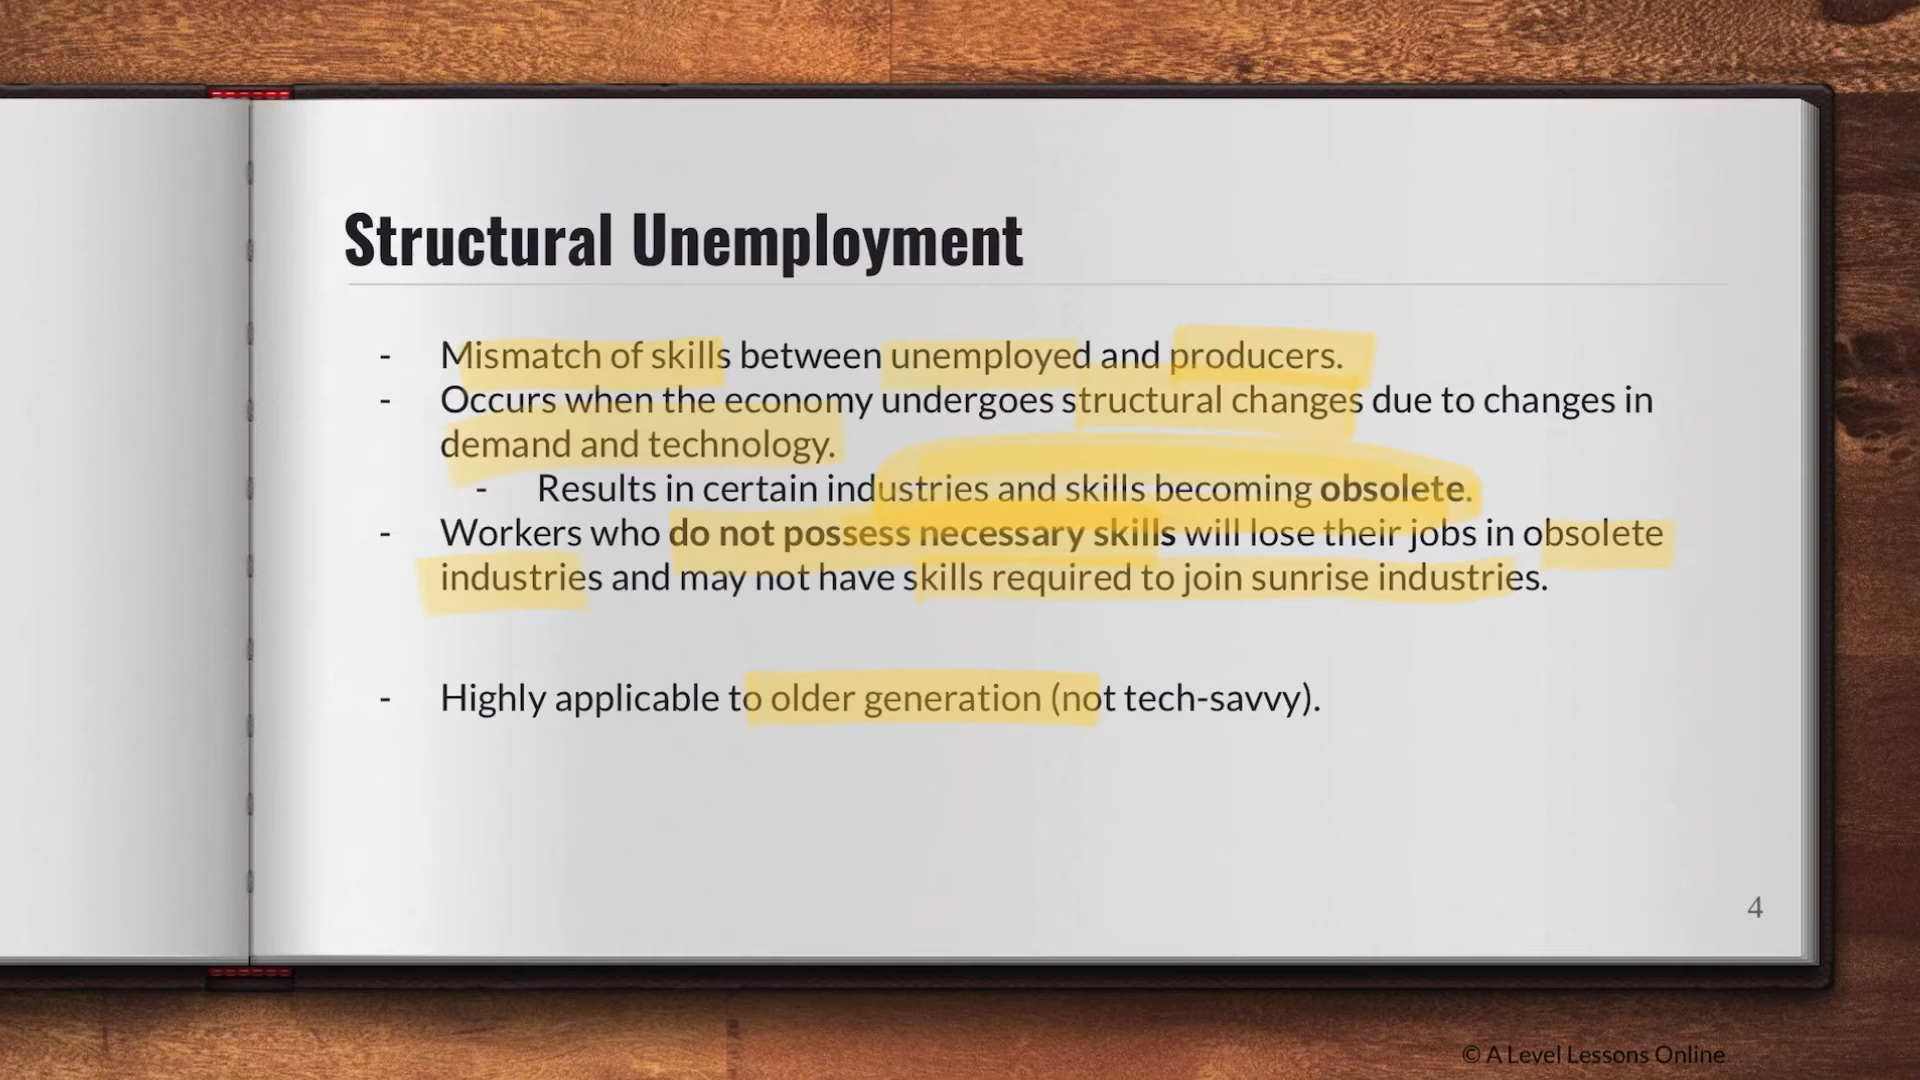 Structural Unemployment
- Mismatch of skills between unemployed and producers.
- Occurs when the economy undergoes structural changes due to changes in
demand and technology.
- Results in certain industries and skills becoming obsolete.
- Workers who do not possess necessary skills will lose their jobs in obsolete
industries and may not have skills required to join sunrise industries.
- Highly applicable to older generation (not tech-savvy).
4
© A Level Lessons Online